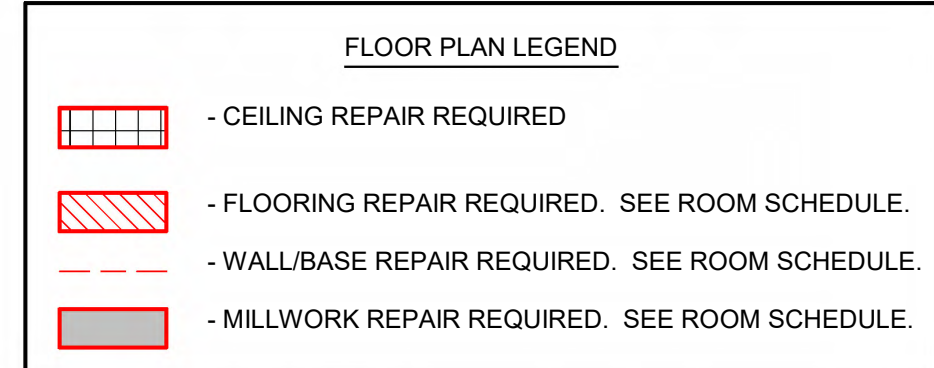 FLOOR PLAN LEGEND
- CEILING REPAIR REQUIRED
- FLOORING REPAIR REQUIRED.  SEE ROOM SCHEDULE.
- WALL/BASE REPAIR REQUIRED.  SEE ROOM SCHEDULE.
- MILLWORK REPAIR REQUIRED.  SEE ROOM SCHEDULE.